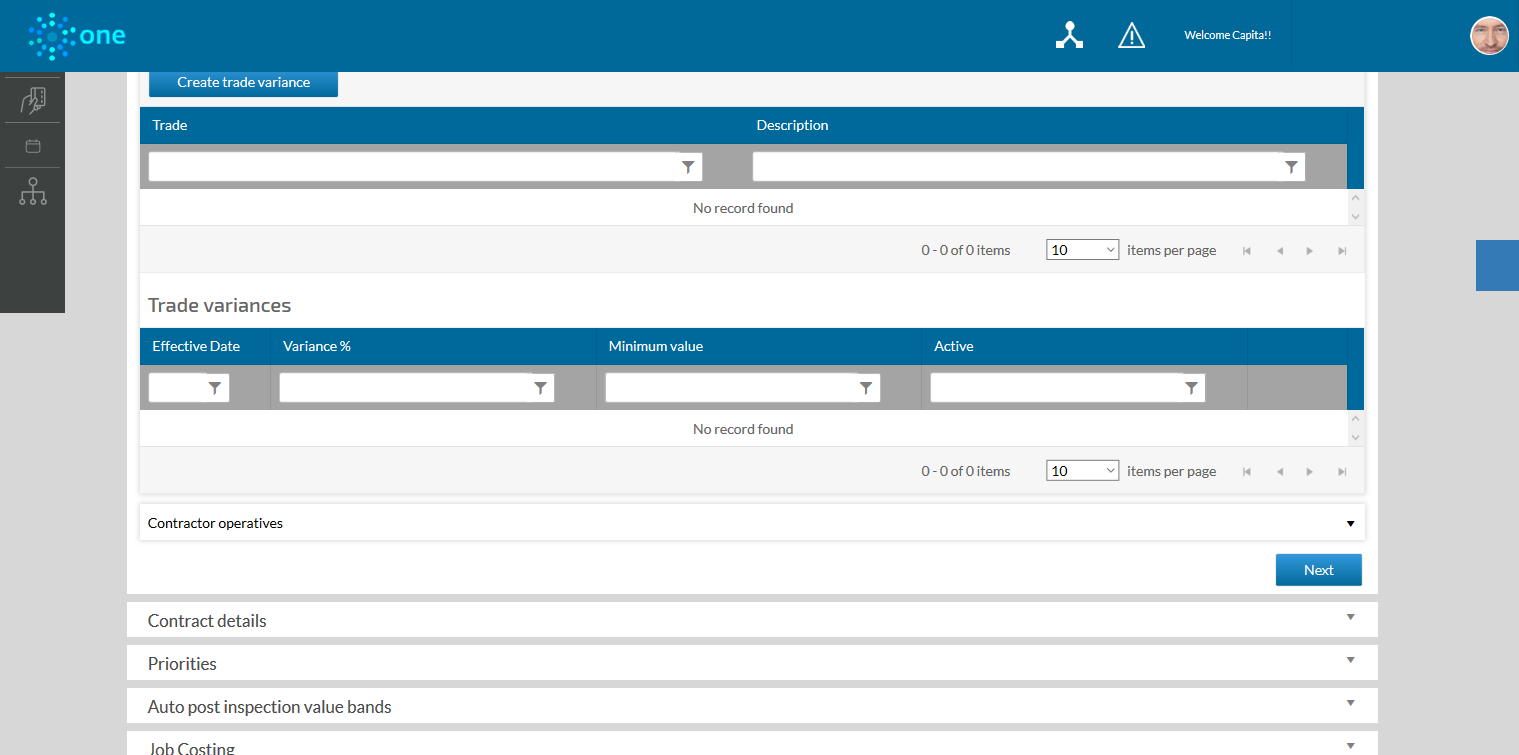 one
Welcome Capita!!
Create trade variance
Trade Description
No record found
0 - 0 of 0 items 10 items per page
Trade variances
Effective Date Variance % Minimum value Active
No record found
0 - 0 of 0 items 10 items per page
Contractor operatives
Next
Contract details
Priorities
Auto post inspection value bands
Job Costing